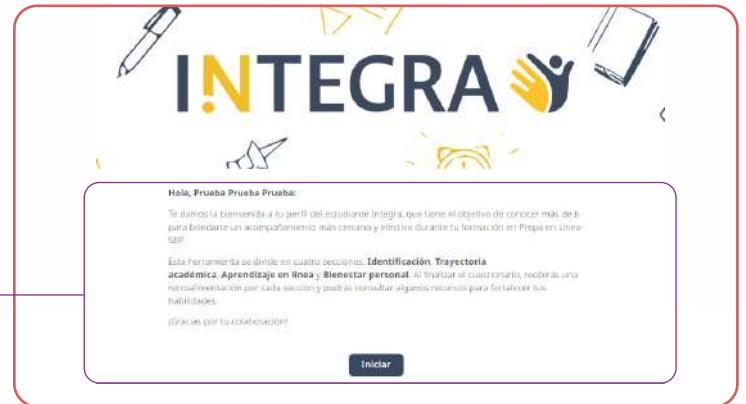 INTEGRA
Hola, Prueba Prueba Prueba:
Te damos la bienvenida a tu perfil del estudiante Integra, que tiene el objetivo de conocer más de ti
para brindarte un acompañamiento más cercano y efectivo durante tu formación en Prepa en Línea-
SEP.
Esta herramienta se divide en cuatro secciones: Identificación, Trayectoria
académica, Aprendizaje en línea y Bienestar personal. Al finalizar el cuestionario, recibirás una
retroalimentación por cada sección y podrás consultar algunos recursos para fortalecer tus
habilidades.
¡Gracias por tu colaboración!
Iniciar